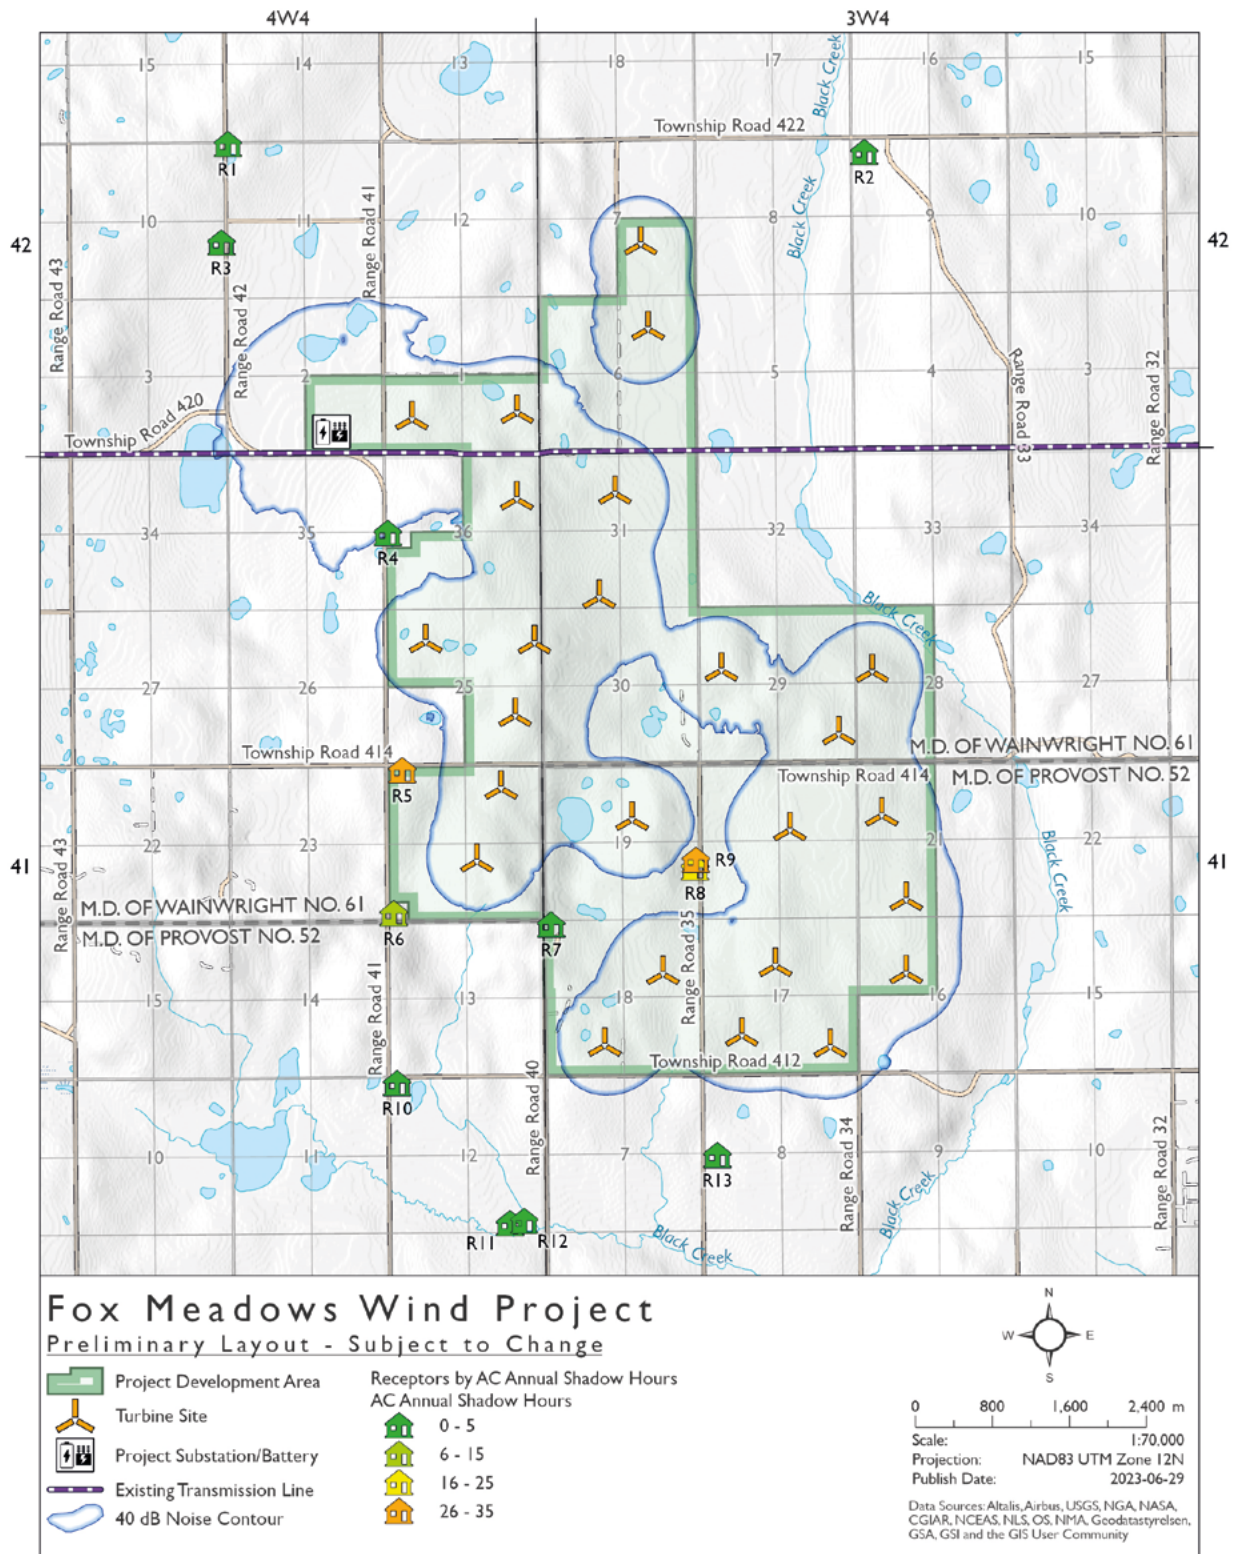 4W4
3W4
15
14
13
18
17
16
15
Black Creek
Township Road 422
R1
R2
Range Road 41
Black Creek
10
11
12
7
8
9
10
42
42
R3
Range Road 43
Range Road 42
3
2
1
6
5
4
3
Range Road 33
Range Road 32
Township Road 420
34
35
36
31
32
33
34
R4
Black Creek
27
26
25
30
29
28
27
Township Road 414
M.D. OF WAINWRIGHT NO. 61
Township Road 414
M.D. OF PROVOST NO. 52
R5
22
23
19
21
22
41
41
Range Road 43
R9
R8
Black Creek
M.D. OF WAINWRIGHT NO. 61
M.D. OF PROVOST NO. 52
R6
R7
Range Road 41
Range Road 35
15
14
13
18
17
16
15
Township Road 412
R10
Range Road 40
Range Road 34
Range Road 32
10
11
12
7
8
9
10
R13
Black Creek
R11
R12
Black Creek
Fox Meadows Wind Project
Preliminary Layout - Subject to Change
Project Development Area
Turbine Site
Project Substation/Battery
Existing Transmission Line
40 dB Noise Contour
Receptors by AC Annual Shadow Hours
AC Annual Shadow Hours
0 - 5
6 - 15
16 - 25
26 - 35
N
W
E
S
0 800 1,600 2,400 m
Scale: 1:70,000
Projection: NAD83 UTM Zone 12N
Publish Date: 2023-06-29
Data Sources: Altalis, Airbus, USGS, NGA, NASA,
CGIAR, NCEAS, NLS, OS, NMA, Geodatastyrelsen,
GSA, GSI and the GIS User Community